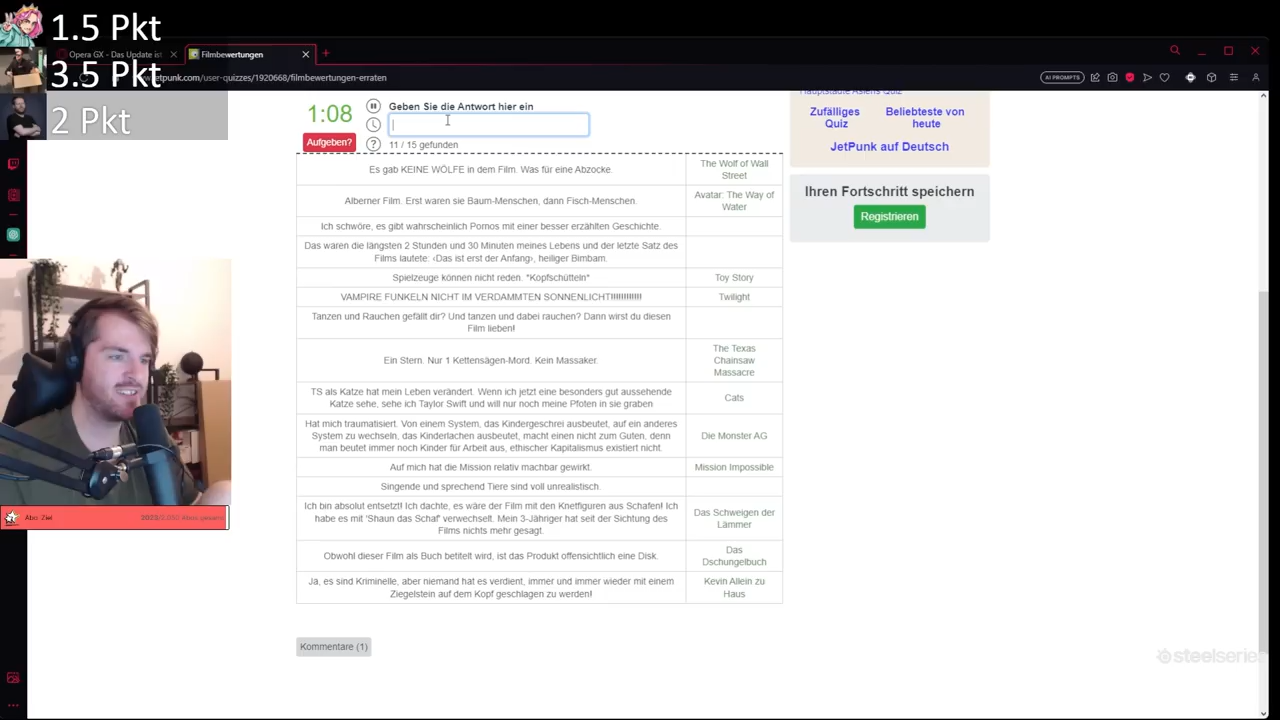 1.5 Pkt
3.5 Pkt
2 Pkt
Opera GX - Das Update ist
Filmbewertungen
etpunk.com/user-quizzes/1920668/filmbewertungen-erraten
AI PROMPTS
1:08
Aufgeben?
Geben Sie die Antwort hier ein
11 / 15 gefunden
Hauptstädte Asiens Quiz
Zufälliges
Quiz
Beliebteste von
heute
JetPunk auf Deutsch
Ihren Fortschritt speichern
Registrieren
Es gab KEINE WÖLFE in dem Film. Was für eine Abzocke.
The Wolf of Wall
Street
Alberner Film. Erst waren sie Baum-Menschen, dann Fisch-Menschen.
Avatar: The Way of
Water
Ich schwöre, es gibt wahrscheinlich Pornos mit einer besser erzählten Geschichte.
Das waren die längsten 2 Stunden und 30 Minuten meines Lebens und der letzte Satz des
Films lautete: ‹Das ist erst der Anfang›, heiliger Bimbam.
Spielzeuge können nicht reden. *Kopfschütteln*
Toy Story
VAMPIRE FUNKELN NICHT IM VERDAMMTEN SONNENLICHT!!!!!!!!!!!!!
Twilight
Tanzen und Rauchen gefällt dir? Und tanzen und dabei rauchen? Dann wirst du diesen
Film lieben!
Ein Stern. Nur 1 Kettensägen-Mord. Kein Massaker.
The Texas
Chainsaw
Massacre
TS als Katze hat mein Leben verändert. Wenn ich jetzt eine besonders gut aussehende
Katze sehe, sehe ich Taylor Swift und will nur noch meine Pfoten in sie graben
Cats
Hat mich traumatisiert. Von einem System, das Kindergeschrei ausbeutet, auf ein anderes
System zu wechseln, das Kinderlachen ausbeutet, macht einen nicht zum Guten, denn
man beutet immer noch Kinder für Arbeit aus, ethischer Kapitalismus existiert nicht.
Die Monster AG
Auf mich hat die Mission relativ machbar gewirkt.
Mission Impossible
Singende und sprechend Tiere sind voll unrealistisch.
Ich bin absolut entsetzt! Ich dachte, es wäre der Film mit den Knetfiguren aus Schafen! Ich
habe es mit 'Shaun das Schaf' verwechselt. Mein 3-Jähriger hat seit der Sichtung des
Films nichts mehr gesagt.
Das Schweigen der
Lämmer
Obwohl dieser Film als Buch betitelt wird, ist das Produkt offensichtlich eine Disk.
Das
Dschungelbuch
Ja, es sind Kriminelle, aber niemand hat es verdient, immer und immer wieder mit einem
Ziegelstein auf dem Kopf geschlagen zu werden!
Kevin Allein zu
Haus
Kommentare (1)
Abo Ziel
steelserie